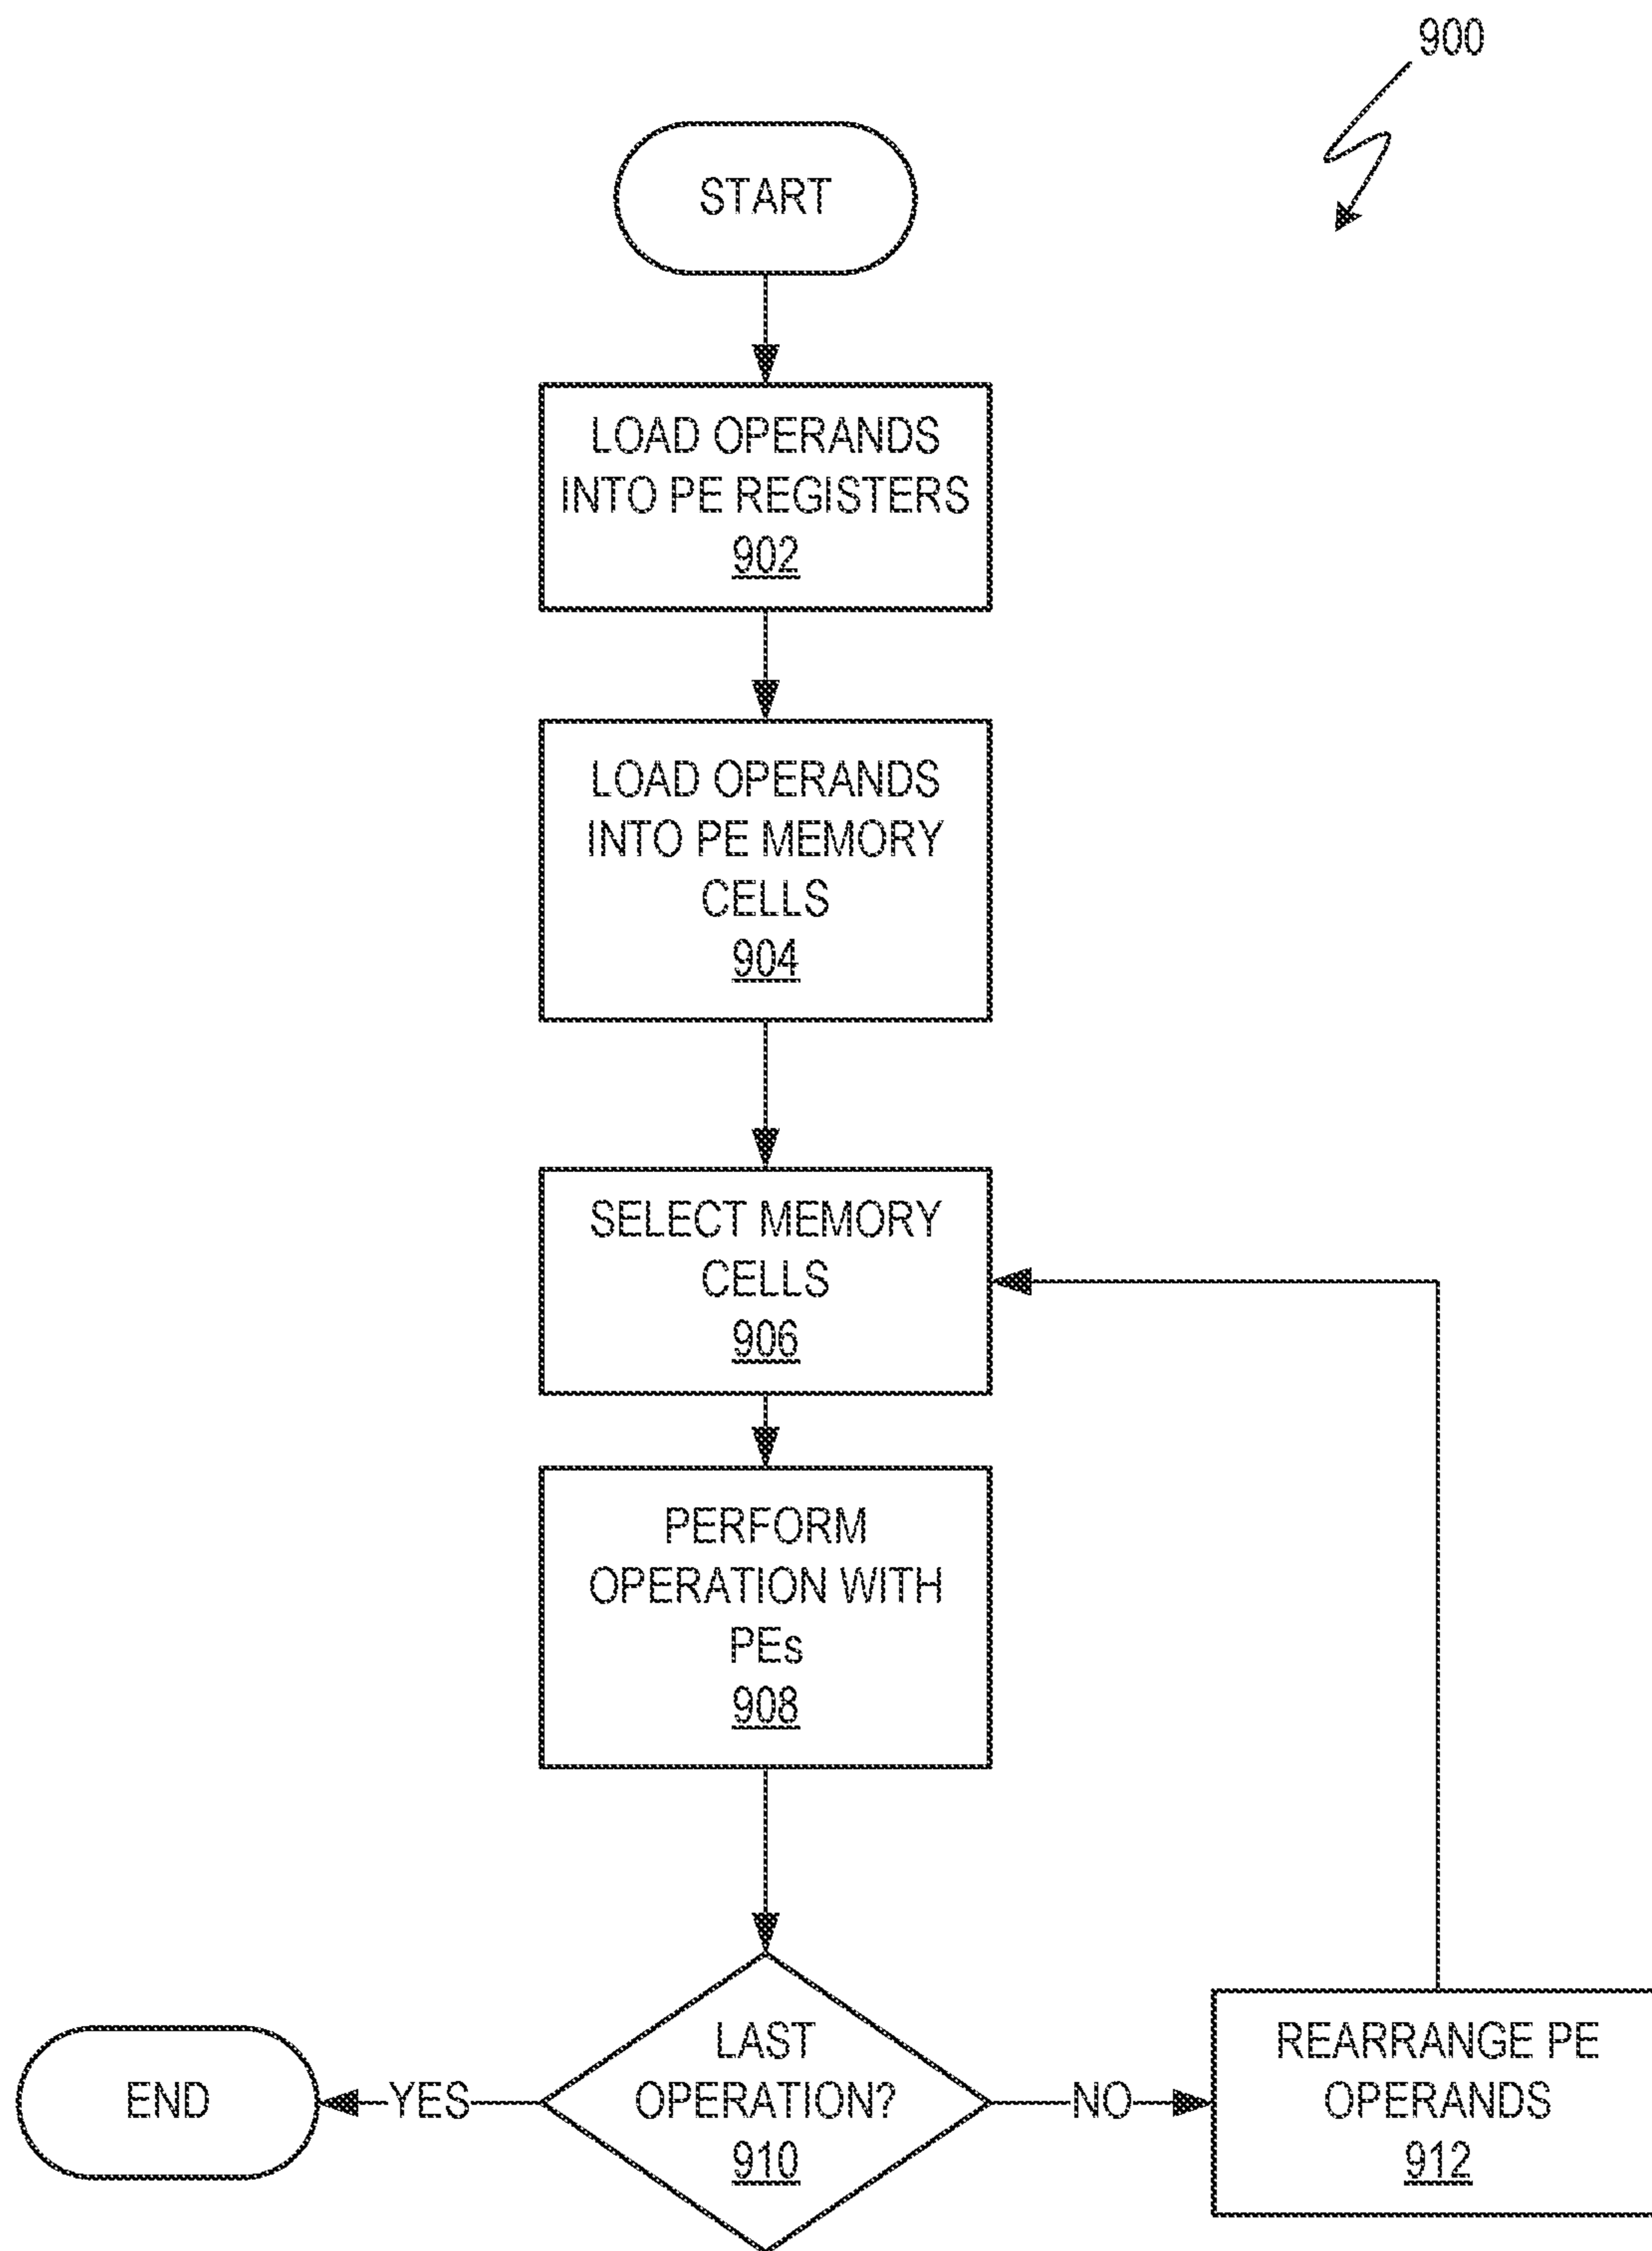 900
START
LOAD OPERANDS
INTO PE REGISTERS
902
LOAD OPERANDS
INTO PE MEMORY
CELLS
904
SELECT MEMORY
CELLS
906
PERFORM
OPERATION WITH
PEs
908
LAST
OPERATION?
910
YES
END
NO
REARRANGE PE
OPERANDS
912